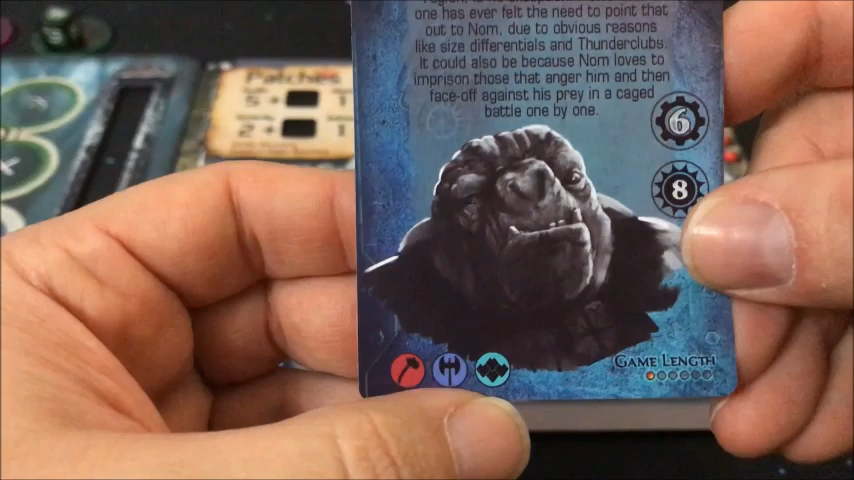 one has ever felt the need to point that
out to Nom, due to obvious reasons
like size differentials and Thunderclubs.
It could also be because Nom loves to
imprison those that anger him and then
face-off against his prey in a caged
battle one by one.
6
8
Game Length
Patches
5 + 1
2 + 1